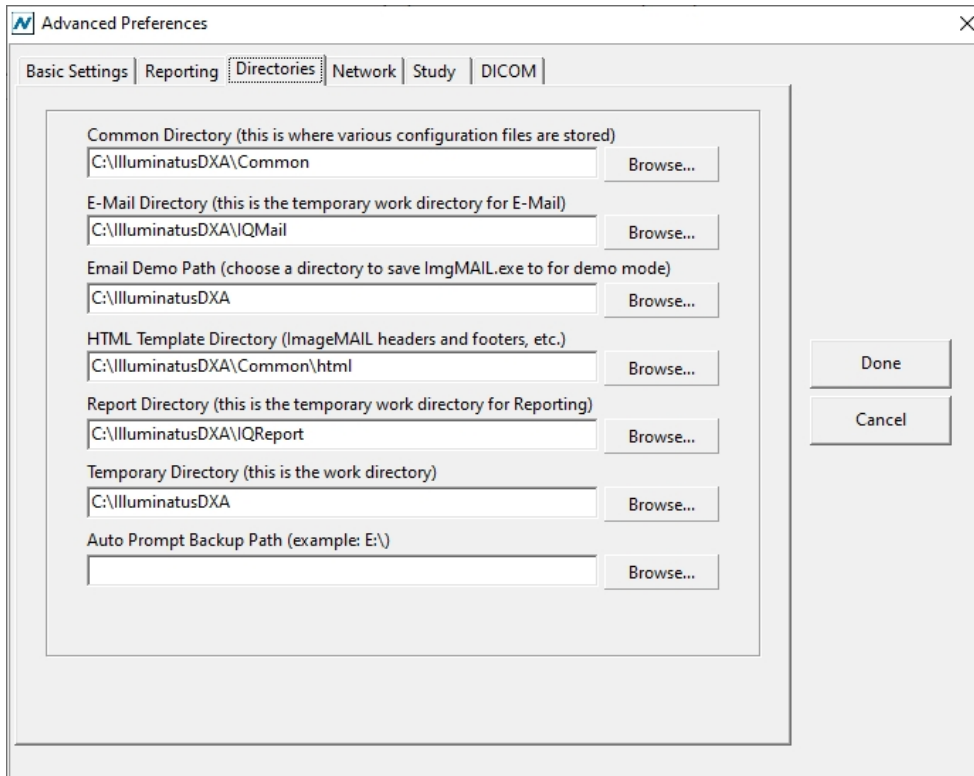 Advanced Preferences
Basic Settings Reporting Directories Network Study DICOM
Common Directory (this is where various configuration files are stored)
C:\IlluminatusDXA\Common Browse...
E-Mail Directory (this is the temporary work directory for E-Mail)
C:\IlluminatusDXA\IQMail Browse...
Email Demo Path (choose a directory to save ImgMAIL.exe to for demo mode)
C:\IlluminatusDXA Browse...
HTML Template Directory (ImageMAIL headers and footers, etc.)
C:\IlluminatusDXA\Common\html Browse...
Done
Report Directory (this is the temporary work directory for Reporting)
C:\IlluminatusDXA\IQReport Browse...
Cancel
Temporary Directory (this is the work directory)
C:\IlluminatusDXA Browse...
Auto Prompt Backup Path (example: E:\)
Browse...